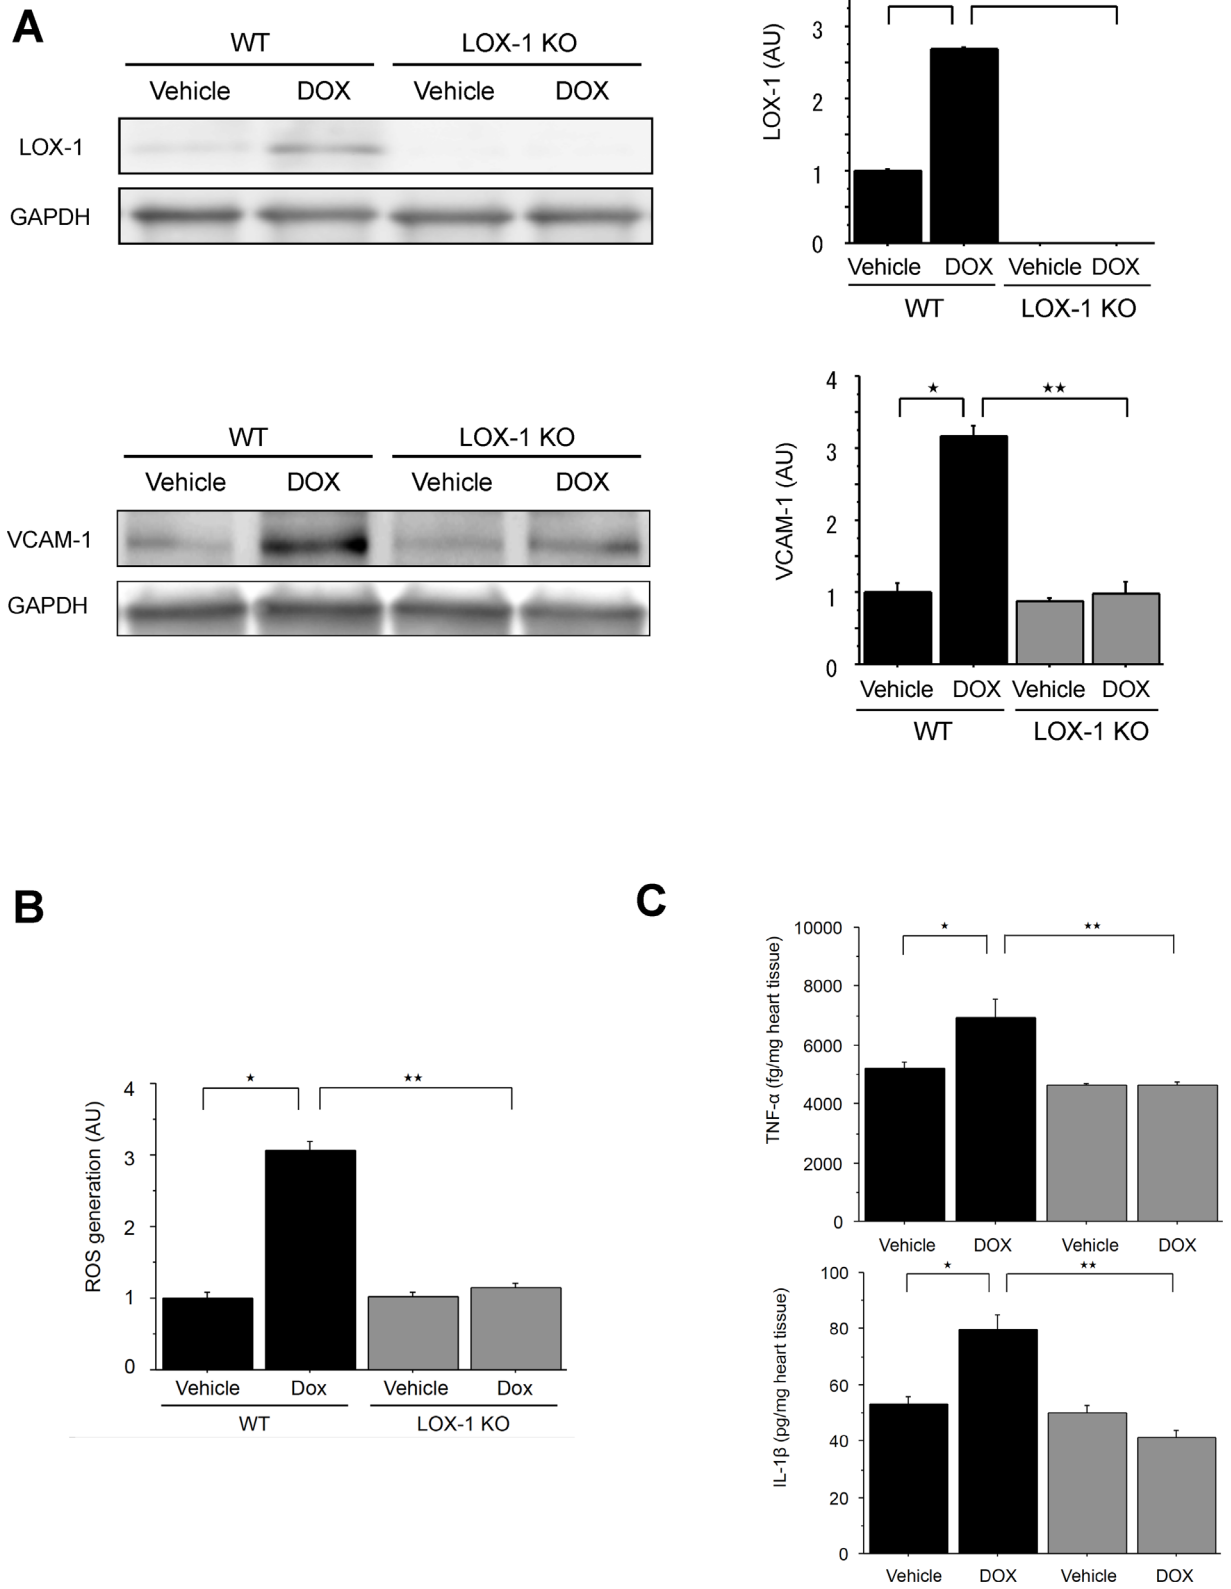 A
WT LOX-1 KO
Vehicle DOX Vehicle DOX
LOX-1
GAPDH
LOX-1 (AU)
3
2
1
0
Vehicle DOX Vehicle DOX
WT LOX-1 KO
WT LOX-1 KO
Vehicle DOX Vehicle DOX
VCAM-1
GAPDH
VCAM-1 (AU)
4
3
2
1
0
★ ★★
Vehicle DOX Vehicle DOX
WT LOX-1 KO
B
ROS generation (AU)
4
3
2
1
0
★ ★★
Vehicle Dox Vehicle Dox
WT LOX-1 KO
C
TNF-α (fg/mg heart tissue)
10000
8000
6000
4000
2000
0
★ ★★
Vehicle DOX Vehicle DOX
IL-1β (pg/mg heart tissue)
100
80
60
40
20
0
★ ★★
Vehicle DOX Vehicle DOX